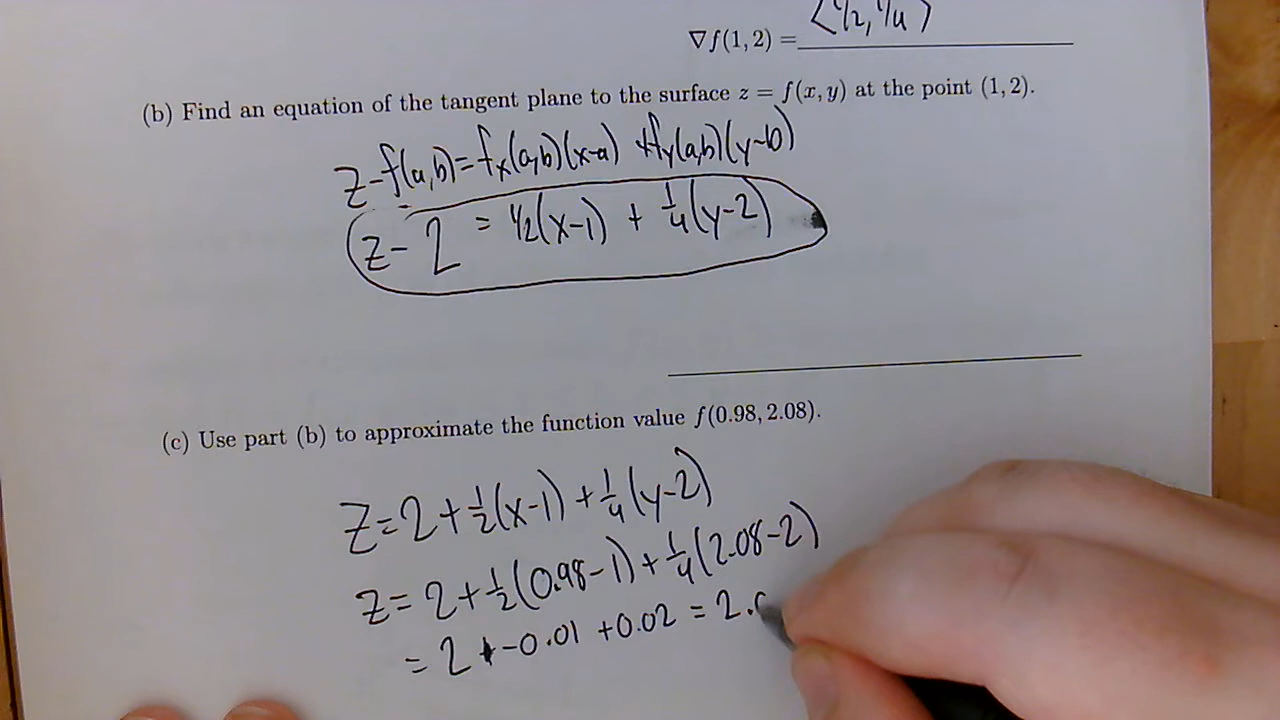 ⟨1/2, 1/4⟩
∇f(1, 2) =
(b) Find an equation of the tangent plane to the surface z = f(x, y) at the point (1, 2).
z-f(a,b)=fx(a,b)(x-a) +fy(a,b)(y-b)
z- 2 = 1/2(x-1) + 1/4(y-2)
(c) Use part (b) to approximate the function value f(0.98, 2.08).
z=2+1/2(x-1)+1/4(y-2)
z= 2+1/2(0.98-1)+1/4(2.08-2)
= 2 + -0.01 +0.02 = 2.0